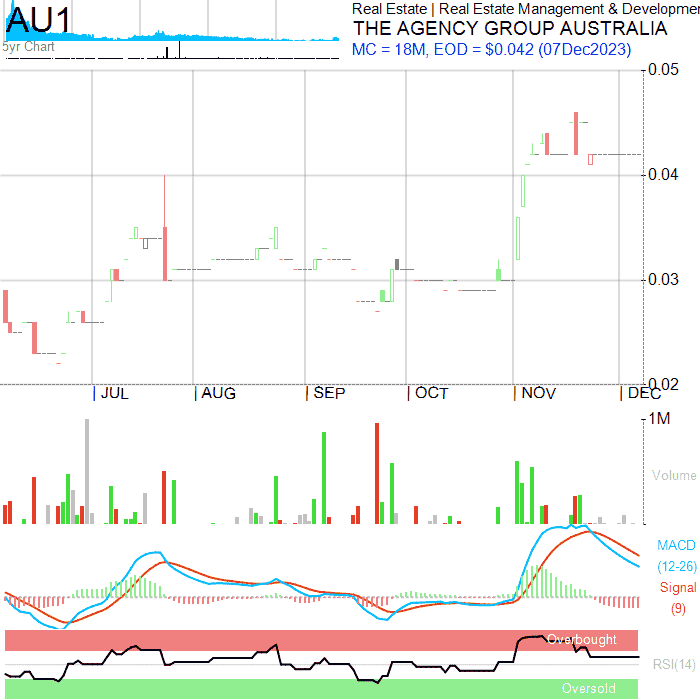 AU1
Real Estate | Real Estate Management & Developmen
THE AGENCY GROUP AUSTRALIA
MC = 18M, EOD = $0.042 (07Dec2023)
5yr Chart
0.05
0.04
0.03
0.02
JUL AUG SEP OCT NOV DEC
1M
Volume
MACD
(12-26)
Signal
(9)
Overbought
RSI(14)
Oversold